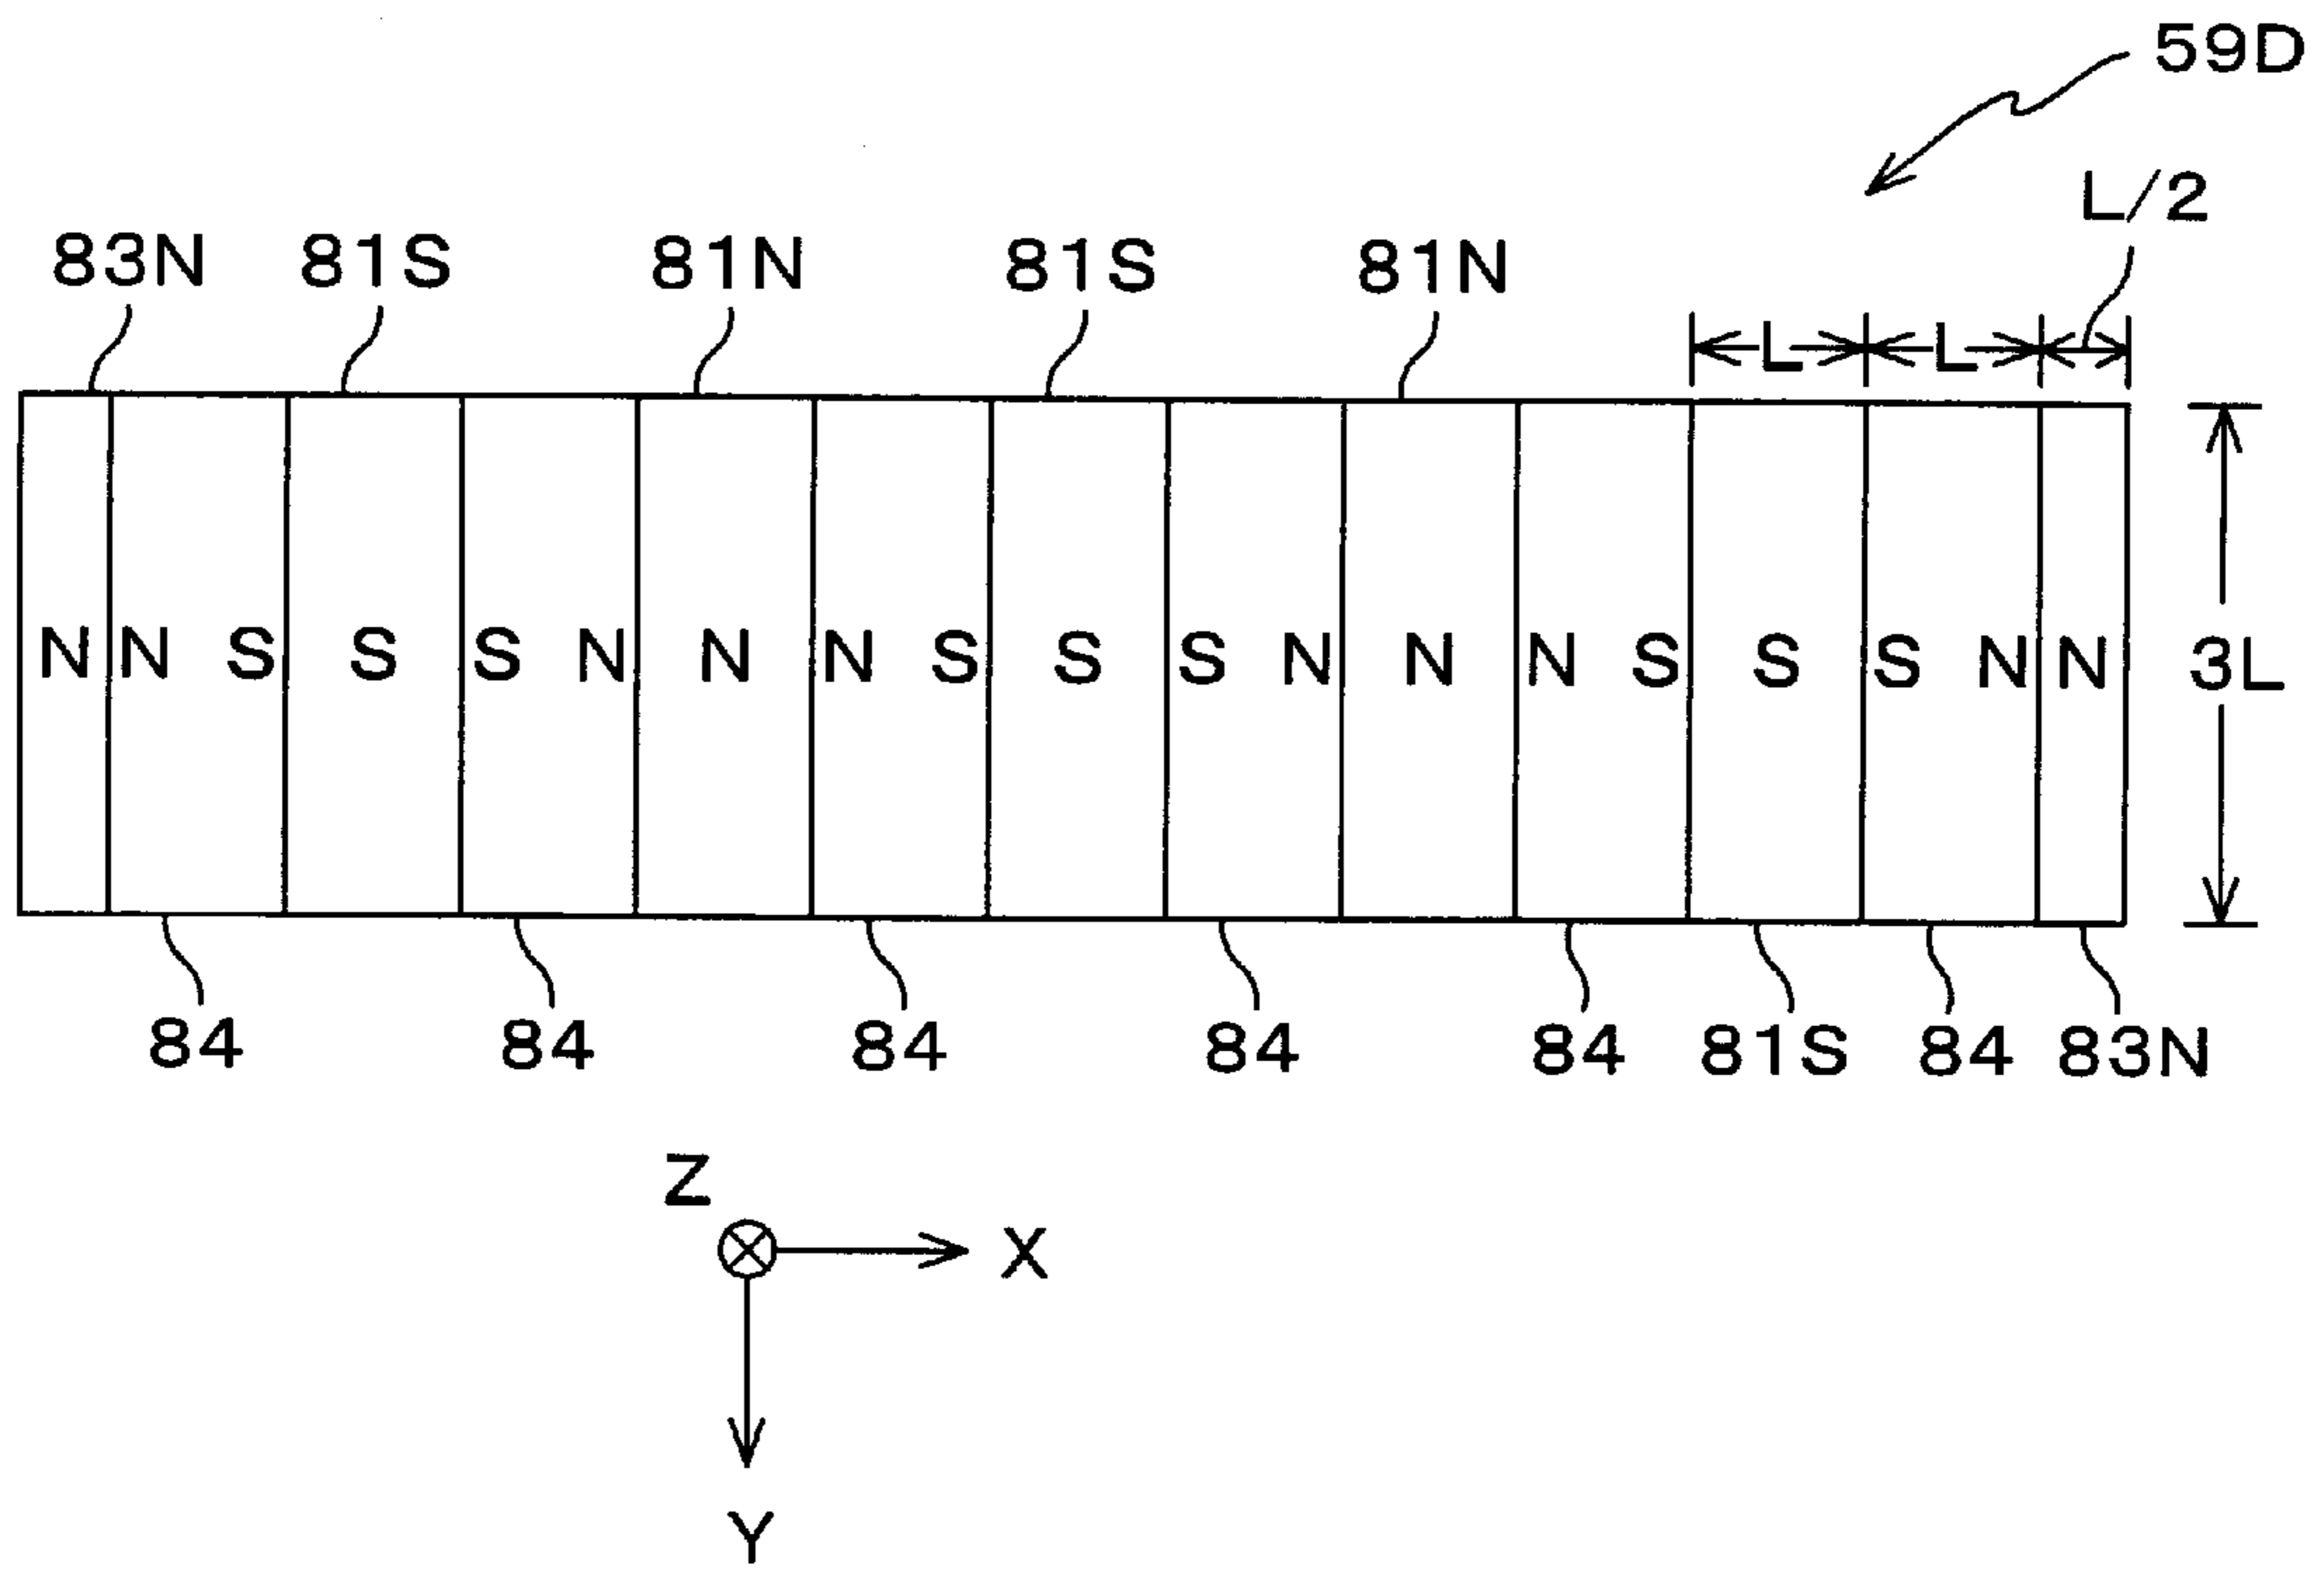 59D
L/2
83N 81S 81N 81S 81N
L L
N N S S S N N N S S S N N N S S S N N
3L
84 84 84 84 84 81S 84 83N
Z
X
Y